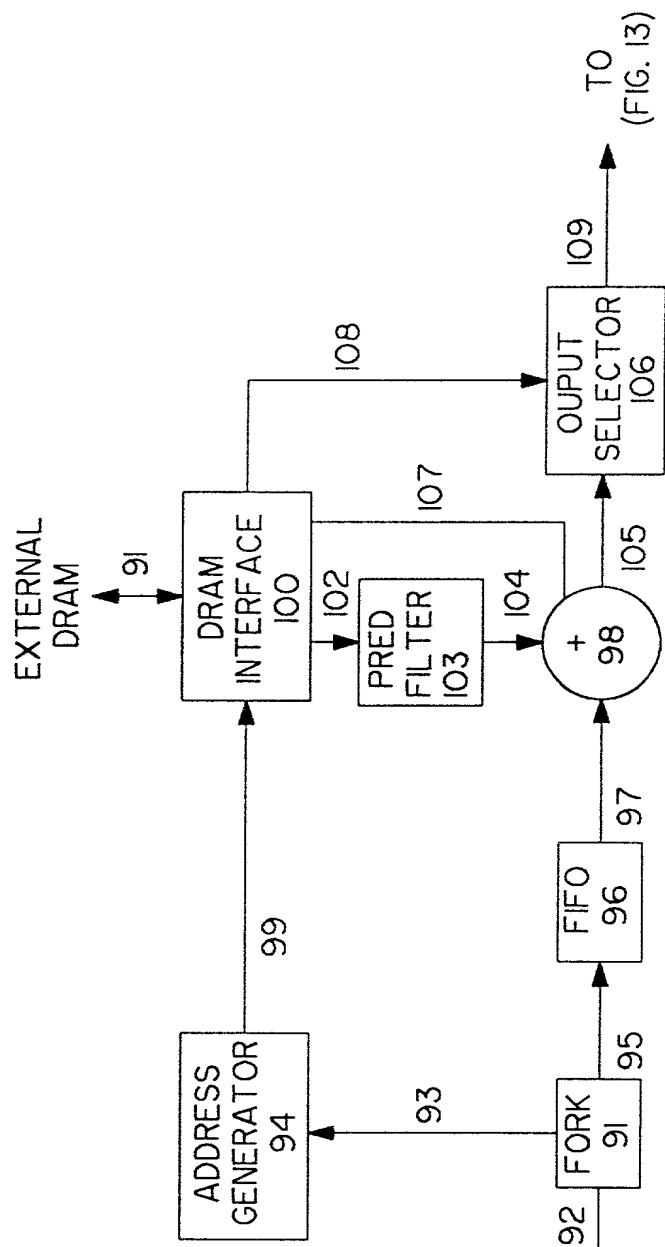 EXTERNAL
DRAM
91
ADDRESS
GENERATOR
94
99
DRAM
INTERFACE
100
108
102
107
PRED
FILTER
103
104
93
92
FORK
91
95
FIFO
96
97
+
98
105
OUPUT
SELECTOR
106
109
TO
(FIG. 13)